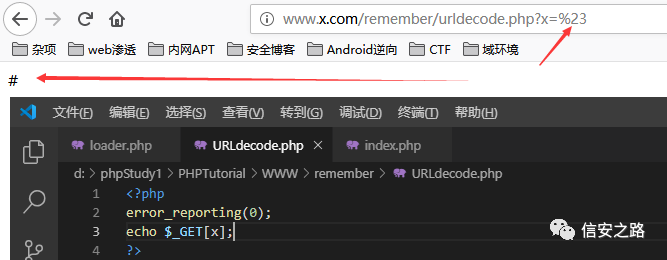 www.x.com/remember/urldecode.php?x=%23
杂项 web渗透 内网APT 安全博客 Android逆向 CTF 域环境
#
文件(F) 编辑(E) 选择(S) 查看(V) 转到(G) 调试(D) 终端(T) 帮助(H)
loader.php URLdecode.php × index.php
d: > phpStudy1 > PHPTutorial > WWW > remember > URLdecode.php
1 <?php
2 error_reporting(0);
3 echo $_GET[x];
4 ?>
信安之路